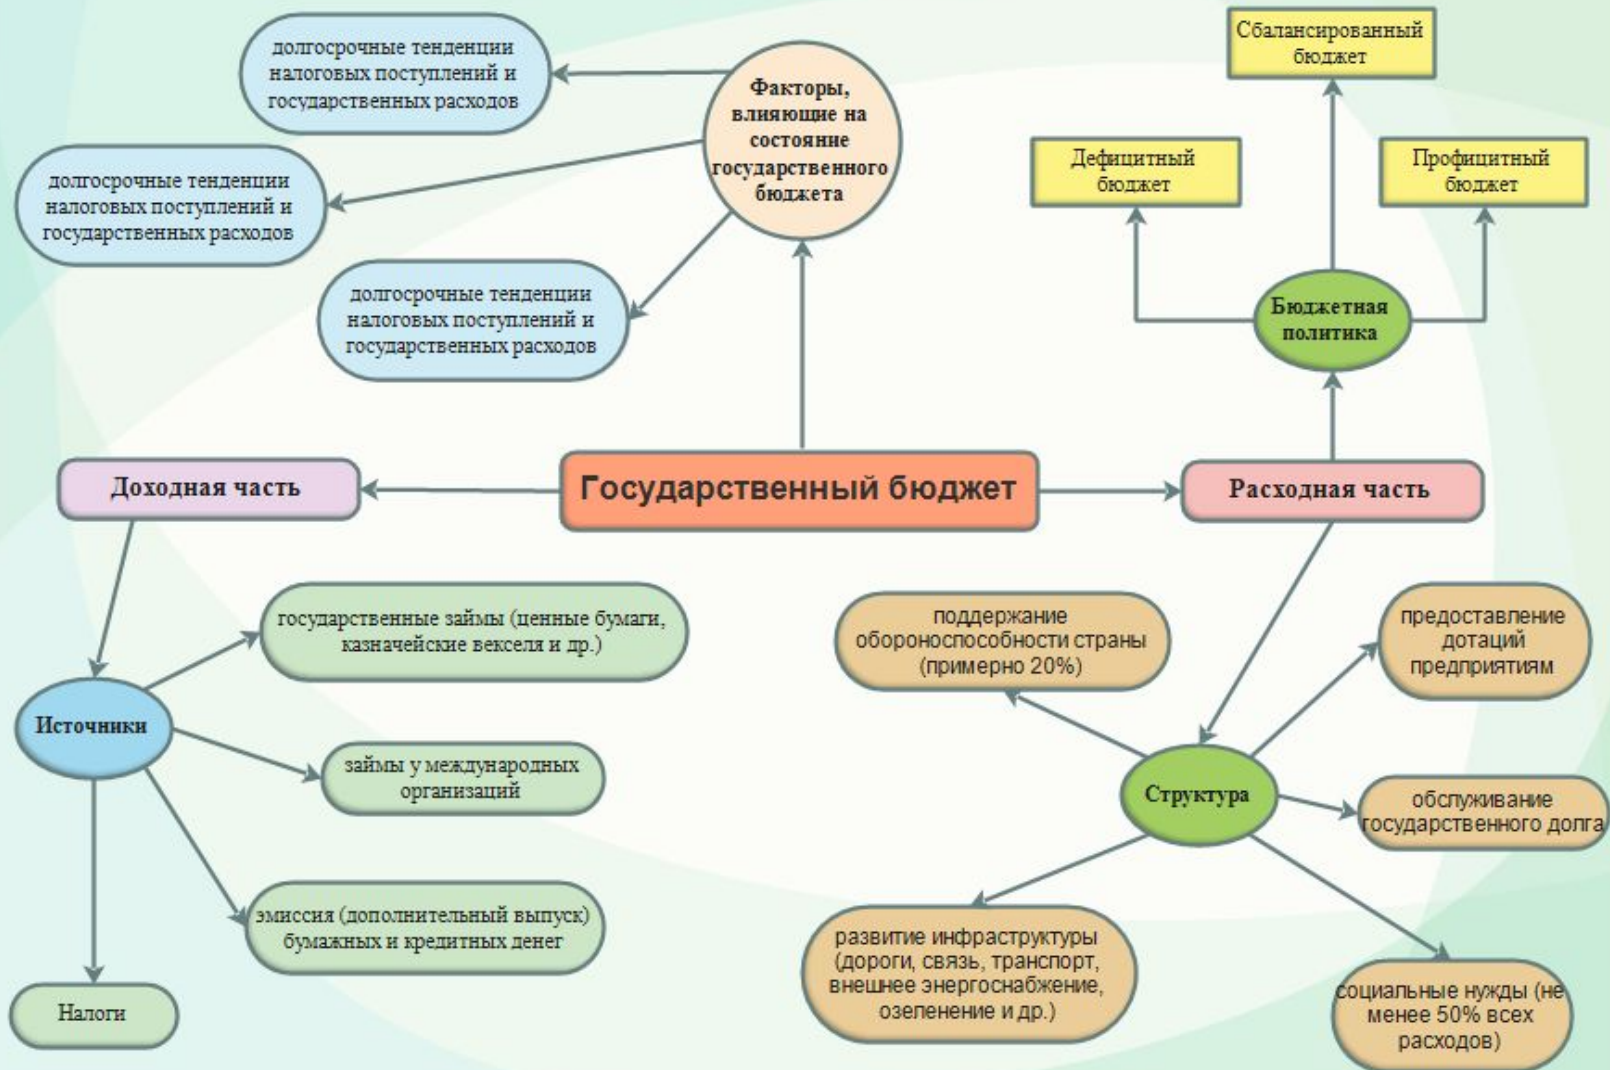 долгосрочные тенденции
налоговых поступлений и
государственных расходов
Факторы,
влияющие на
состояние
государственного
бюджета
долгосрочные тенденции
налоговых поступлений и
государственных расходов
долгосрочные тенденции
налоговых поступлений и
государственных расходов
Сбалансированный
бюджет
Дефицитный
бюджет
Профицитный
бюджет
Бюджетная
политика
Доходная часть
Государственный бюджет
Расходная часть
государственные займы (ценные бумаги,
казначейские векселя и др.)
Источники
займы у международных
организаций
эмиссия (дополнительный выпуск)
бумажных и кредитных денег
Налоги
поддержание
обороноспособности страны
(примерно 20%)
предоставление
дотаций
предприятиям
Структура
обслуживание
государственного долга
развитие инфраструктуры
(дороги, связь, транспорт,
внешнее энергоснабжение,
озеленение и др.)
социальные нужды (не
менее 50% всех
расходов)